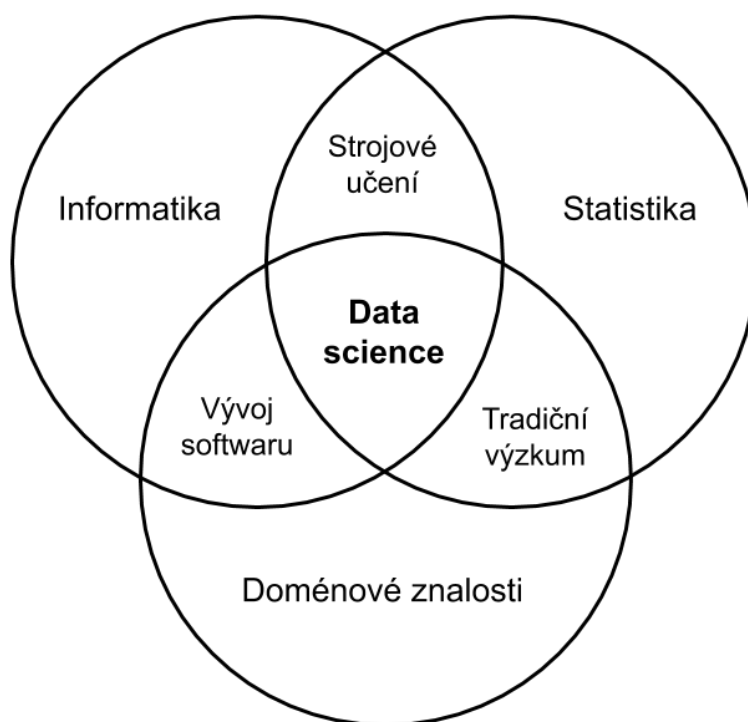 Strojové
učení
Informatika
Statistika
Data
science
Vývoj
softwaru
Tradiční
výzkum
Doménové znalosti